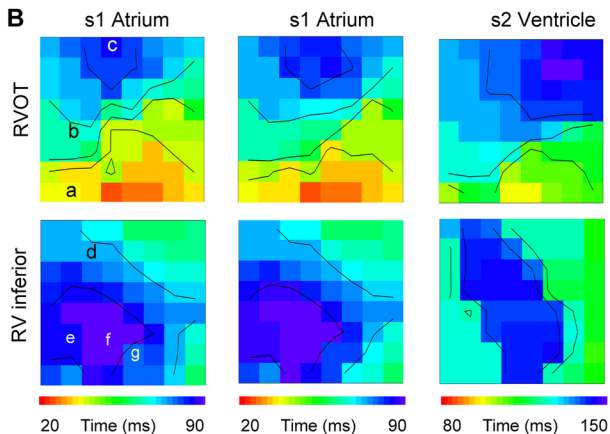 B
s1 Atrium s1 Atrium s2 Ventricle
RVOT
c
b
a
RV inferior
d
e f
g
20 Time (ms) 90 20 Time (ms) 90 80 Time (ms) 150